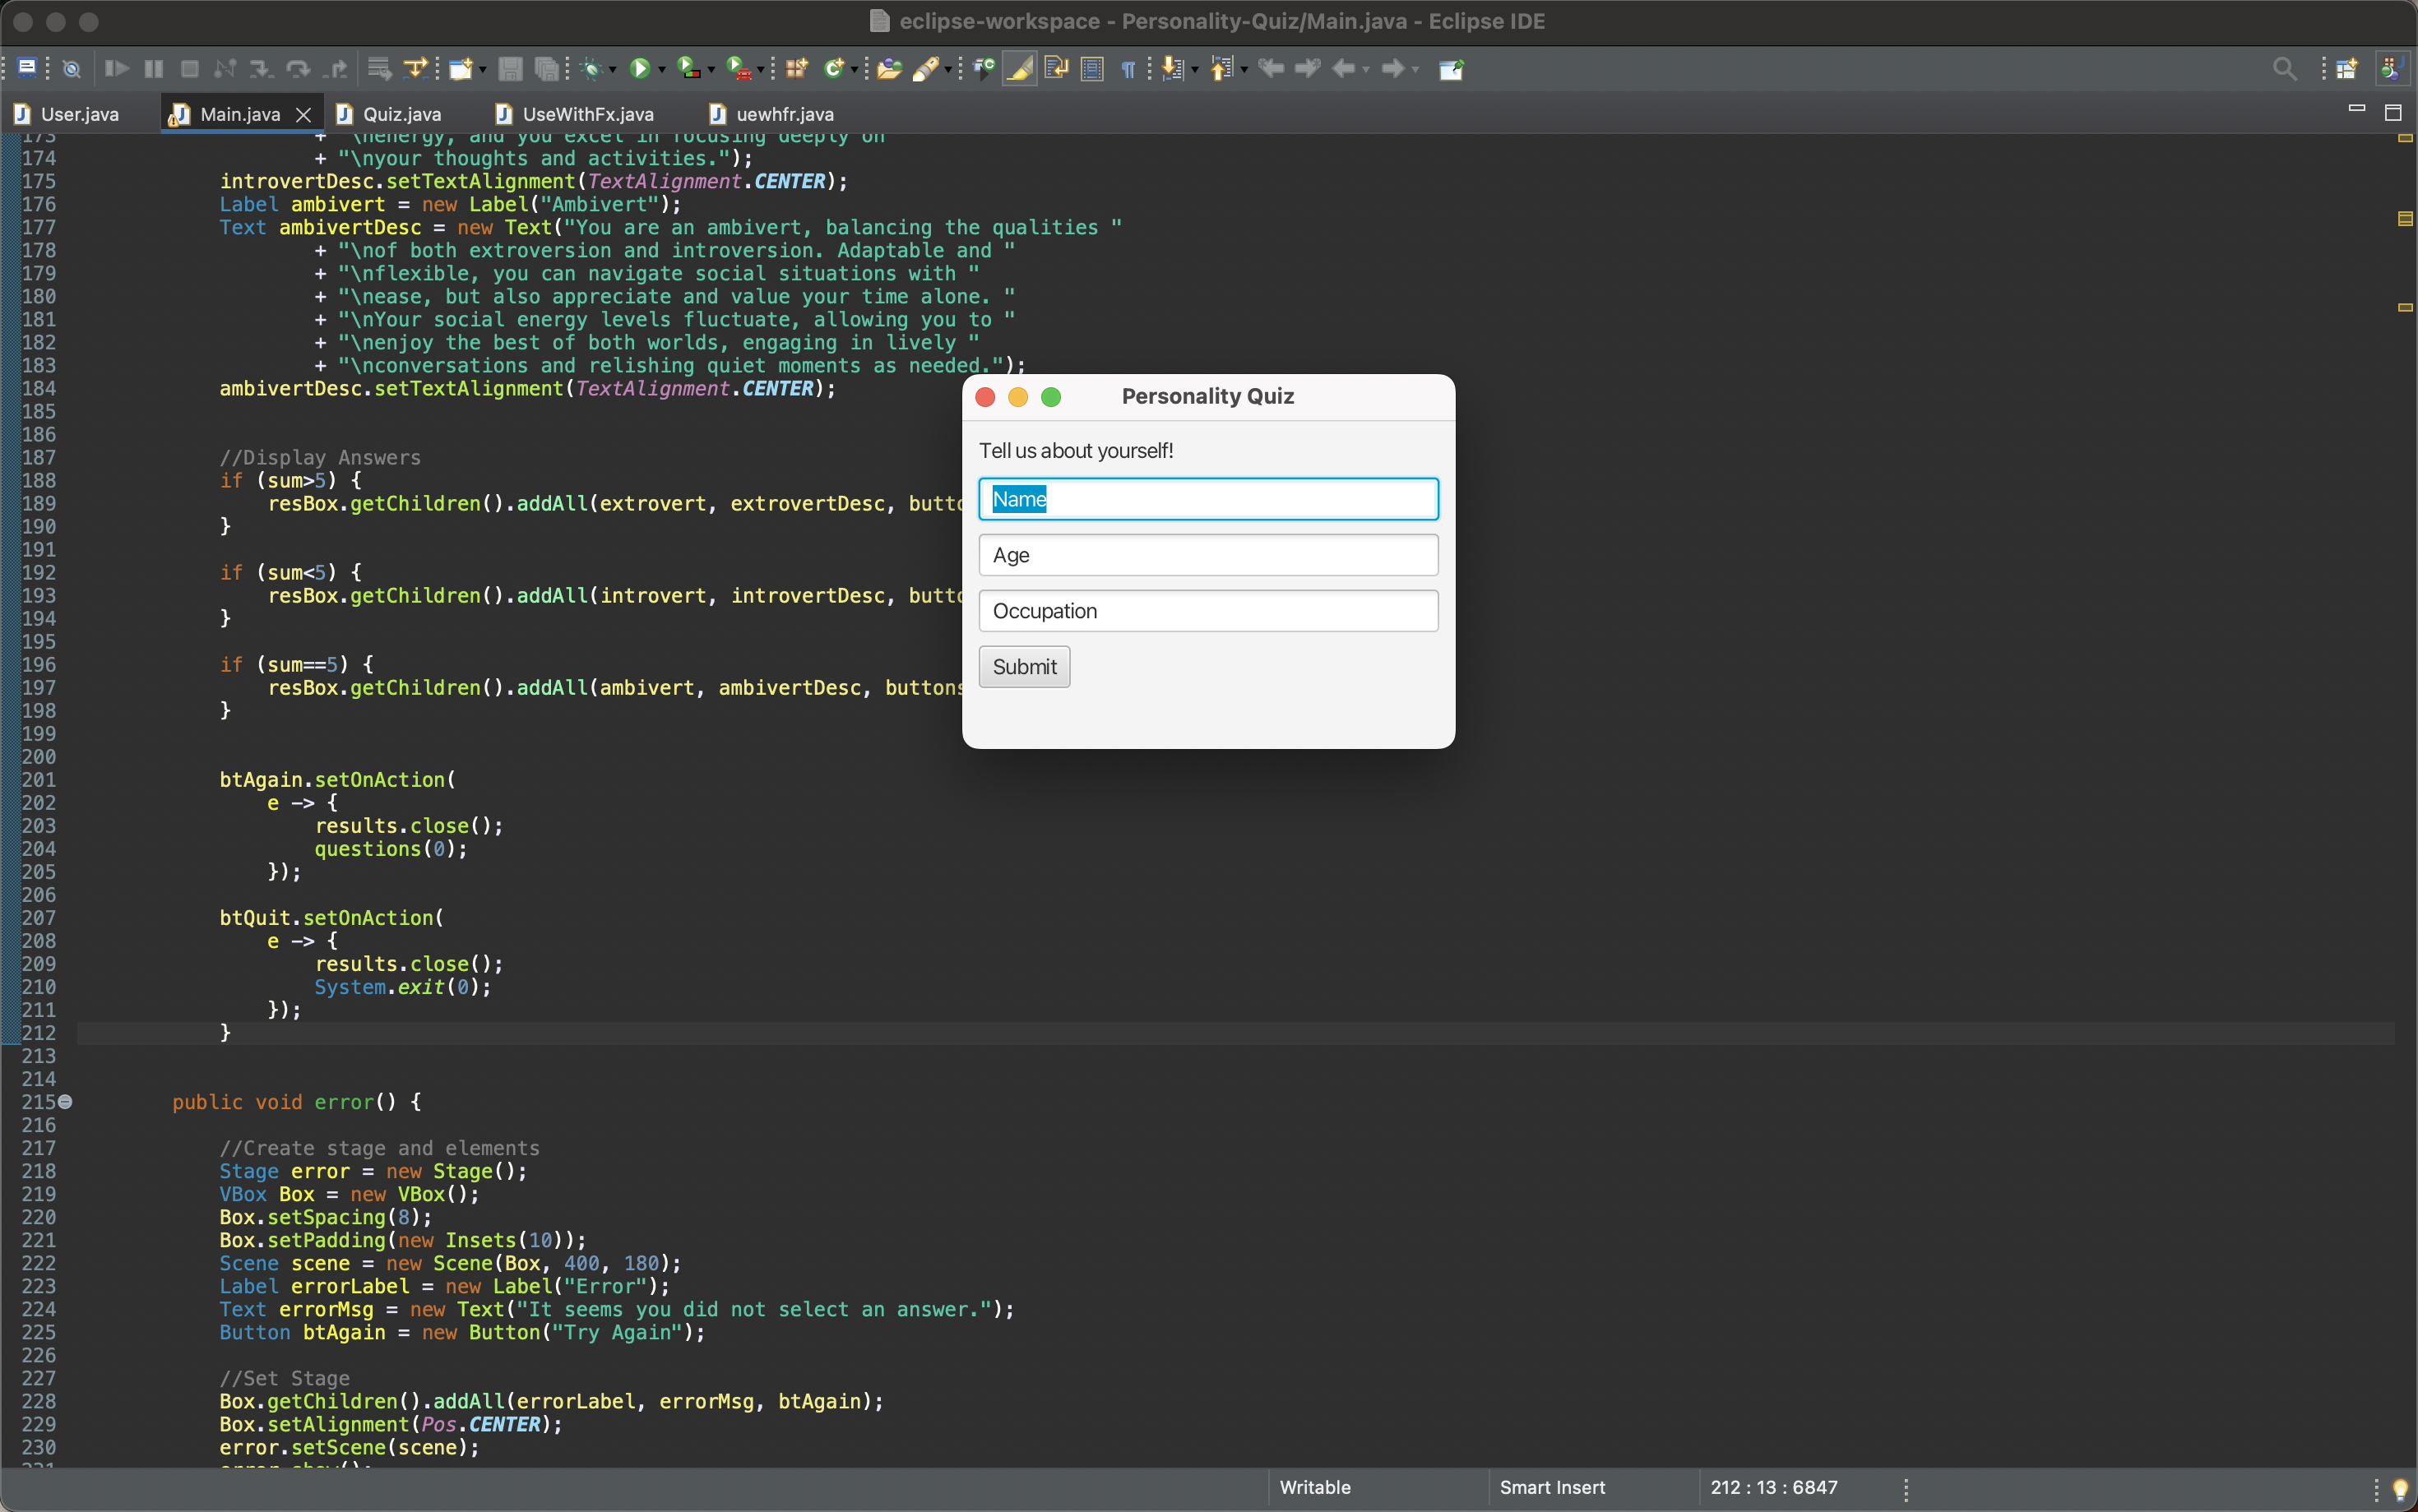 eclipse-workspace - Personality-Quiz/Main.java - Eclipse IDE
User.java
Main.java
Quiz.java
UseWithFx.java
uewhfr.java
173 + "\nenergy, and you excel in focusing deeply on
174 + "\nyour thoughts and activities.");
175 introvertDesc.setTextAlignment(TextAlignment.CENTER);
176 Label ambivert = new Label("Ambivert");
177 Text ambivertDesc = new Text("You are an ambivert, balancing the qualities "
178 + "\nof both extroversion and introversion. Adaptable and "
179 + "\nflexible, you can navigate social situations with "
180 + "\nease, but also appreciate and value your time alone. "
181 + "\nYour social energy levels fluctuate, allowing you to "
182 + "\nenjoy the best of both worlds, engaging in lively "
183 + "\nconversations and relishing quiet moments as needed.");
184 ambivertDesc.setTextAlignment(TextAlignment.CENTER);
185
186
187 //Display Answers
188 if (sum>5) {
189 resBox.getChildren().addAll(extrovert, extrovertDesc, butto
190 }
191
192 if (sum<5) {
193 resBox.getChildren().addAll(introvert, introvertDesc, butto
194 }
195
196 if (sum==5) {
197 resBox.getChildren().addAll(ambivert, ambivertDesc, buttons
198 }
199
200
201 btAgain.setOnAction(
202 e -> {
203 results.close();
204 questions(0);
205 });
206
207 btQuit.setOnAction(
208 e -> {
209 results.close();
210 System.exit(0);
211 });
212 }
213
214
215 public void error() {
216
217 //Create stage and elements
218 Stage error = new Stage();
219 VBox Box = new VBox();
220 Box.setSpacing(8);
221 Box.setPadding(new Insets(10));
222 Scene scene = new Scene(Box, 400, 180);
223 Label errorLabel = new Label("Error");
224 Text errorMsg = new Text("It seems you did not select an answer.");
225 Button btAgain = new Button("Try Again");
226
227 //Set Stage
228 Box.getChildren().addAll(errorLabel, errorMsg, btAgain);
229 Box.setAlignment(Pos.CENTER);
230 error.setScene(scene);
Personality Quiz
Tell us about yourself!
Name
Age
Occupation
Submit
Writable
Smart Insert
212 : 13 : 6847